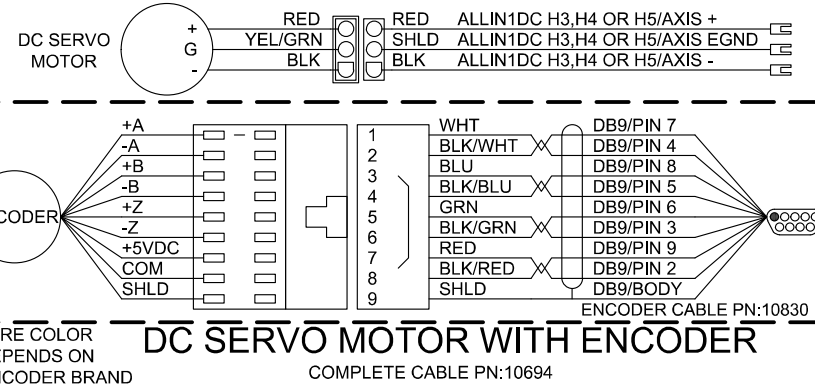 RED RED ALLIN1DC H3,H4 OR H5/AXIS +
DC SERVO MOTOR + G -
YEL/GRN SHLD ALLIN1DC H3,H4 OR H5/AXIS EGND
BLK BLK ALLIN1DC H3,H4 OR H5/AXIS -
+A 1 WHT DB9/PIN 7
-A 2 BLK/WHT DB9/PIN 4
+B 3 BLU DB9/PIN 8
-B 4 BLK/BLU DB9/PIN 5
CODER +Z 5 GRN DB9/PIN 6
-Z 6 BLK/GRN DB9/PIN 3
+5VDC 7 RED DB9/PIN 9
COM 8 BLK/RED DB9/PIN 2
SHLD 9 SHLD DB9/BODY
ENCODER CABLE PN:10830
RE COLOR
PENDS ON
CODER BRAND
DC SERVO MOTOR WITH ENCODER
COMPLETE CABLE PN:10694